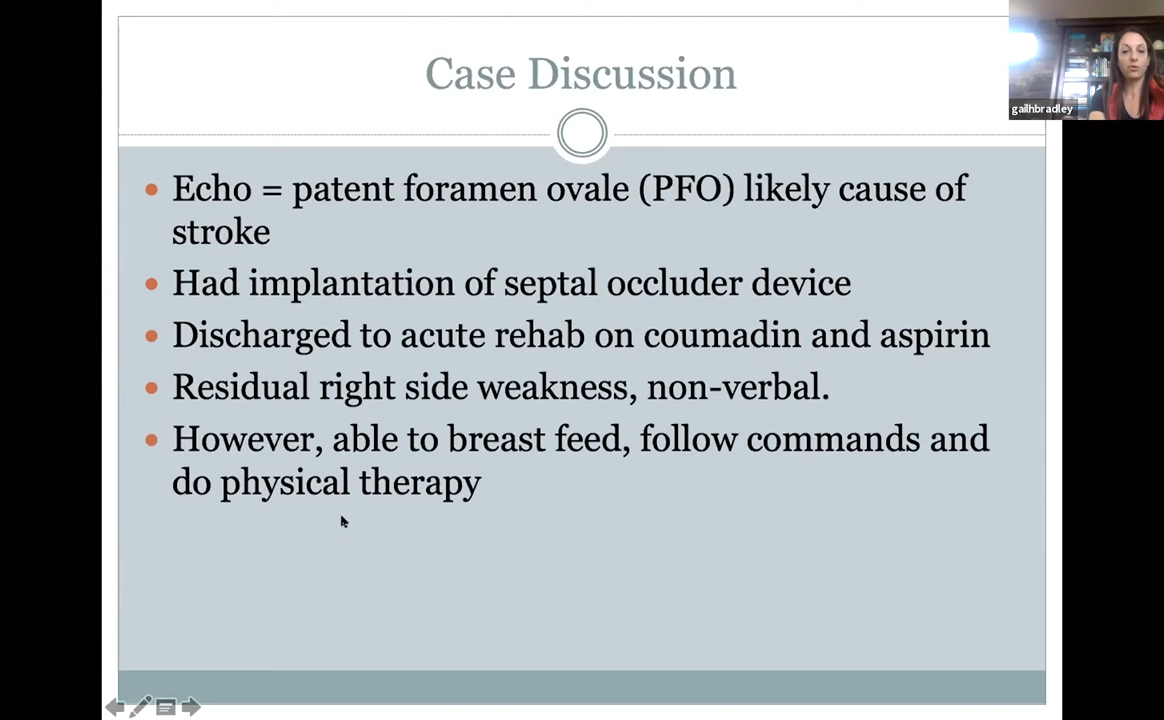 Case Discussion
gailhbradley
• Echo = patent foramen ovale (PFO) likely cause of
stroke
• Had implantation of septal occluder device
• Discharged to acute rehab on coumadin and aspirin
• Residual right side weakness, non-verbal.
• However, able to breast feed, follow commands and
do physical therapy